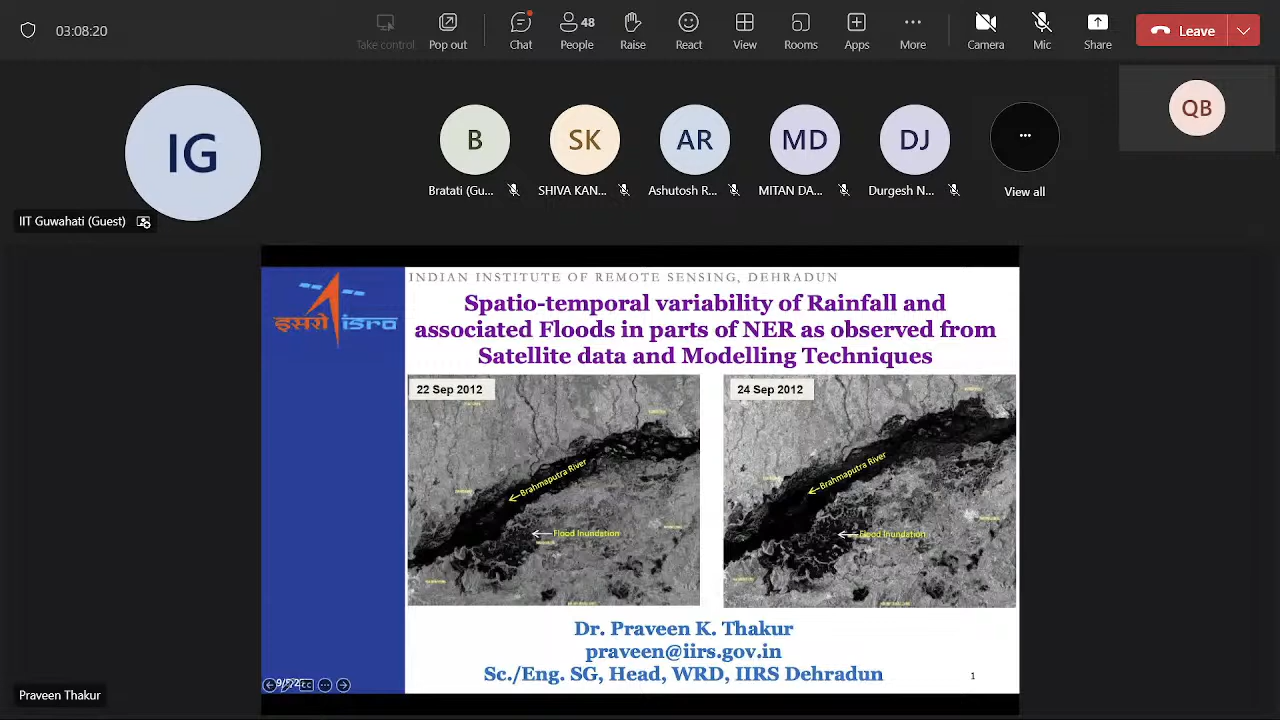 03:08:20
Take control
Pop out
Chat
48
People
Raise
React
View
Rooms
Apps
More
Camera
Mic
Share
Leave
IG
B
SK
AR
MD
DJ
...
QB
Bratati (Gu...
SHIVA KAN...
Ashutosh R...
MITAN DA...
Durgesh N...
View all
IIT Guwahati (Guest)
इसरो isro
INDIAN INSTITUTE OF REMOTE SENSING, DEHRADUN
Spatio-temporal variability of Rainfall and
associated Floods in parts of NER as observed from
Satellite data and Modelling Techniques
22 Sep 2012
Brahmaputra River
Flood Inundation
24 Sep 2012
Brahmaputra River
Flood Inundation
Dr. Praveen K. Thakur
praveen@iirs.gov.in
Sc./Eng. SG, Head, WRD, IIRS Dehradun
1
Praveen Thakur